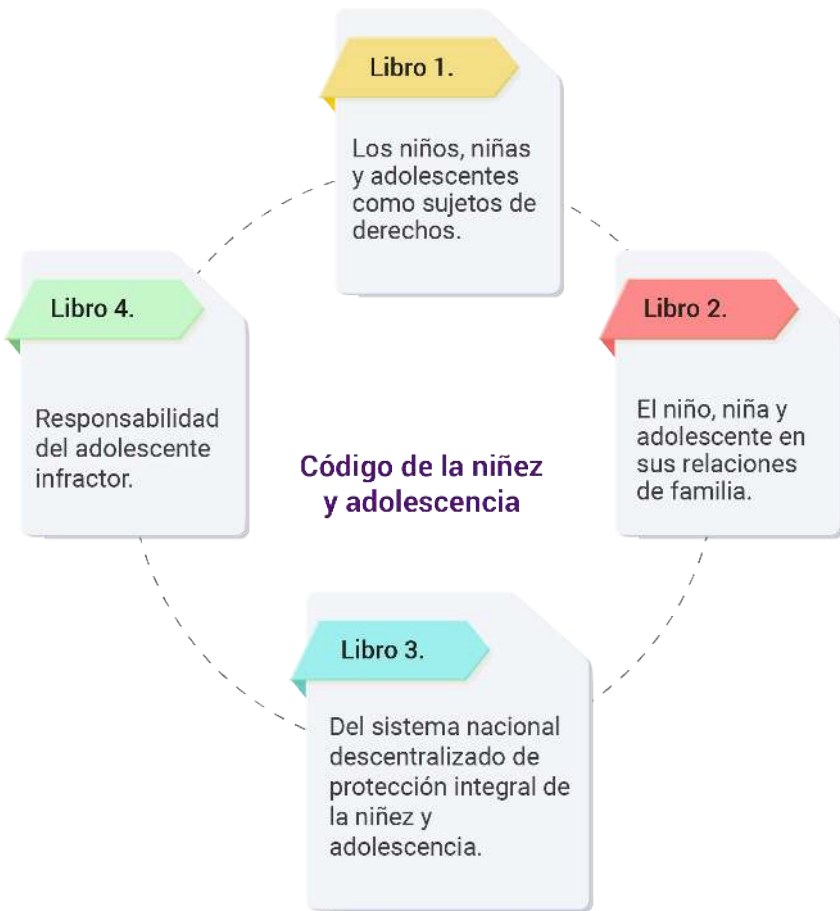 Libro 1.
Los niños, niñas
y adolescentes
como sujetos de
derechos.
Libro 2.
El niño, niña y
adolescente en
sus relaciones
de familia.
Libro 4.
Responsabilidad
del adolescente
infractor.
Código de la niñez
y adolescencia
Libro 3.
Del sistema nacional
descentralizado de
protección integral de
la niñez y
adolescencia.